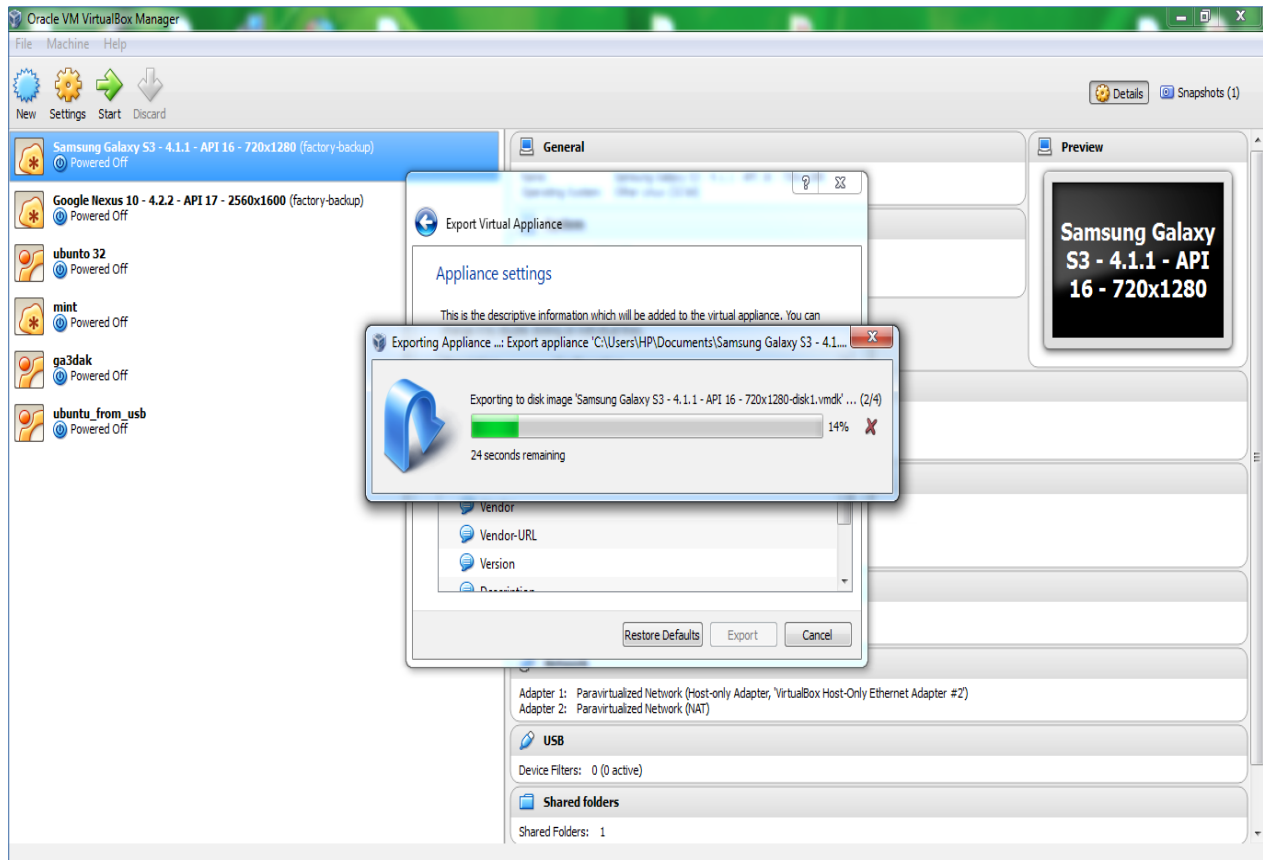 Oracle VM VirtualBox Manager
File Machine Help
New Settings Start Discard
Details Snapshots (1)
Samsung Galaxy S3 - 4.1.1 - API 16 - 720x1280 (factory-backup)
Powered Off
Google Nexus 10 - 4.2.2 - API 17 - 2560x1600 (factory-backup)
Powered Off
ubunto 32
Powered Off
mint
Powered Off
ga3dak
Powered Off
ubuntu_from_usb
Powered Off
General
Preview
Samsung Galaxy
S3 - 4.1.1 - API
16 - 720x1280
Export Virtual Appliance
Appliance settings
This is the descriptive information which will be added to the virtual appliance. You can
Exporting Appliance ...: Export appliance 'C:\Users\HP\Documents\Samsung Galaxy S3 - 4.1....
Exporting to disk image 'Samsung Galaxy S3 - 4.1.1 - API 16 - 720x1280-disk1.vmdk' ... (2/4)
14%
24 seconds remaining
Vendor
Vendor-URL
Version
Restore Defaults Export Cancel
Adapter 1: Paravirtualized Network (Host-only Adapter, 'VirtualBox Host-Only Ethernet Adapter #2')
Adapter 2: Paravirtualized Network (NAT)
USB
Device Filters: 0 (0 active)
Shared folders
Shared Folders: 1